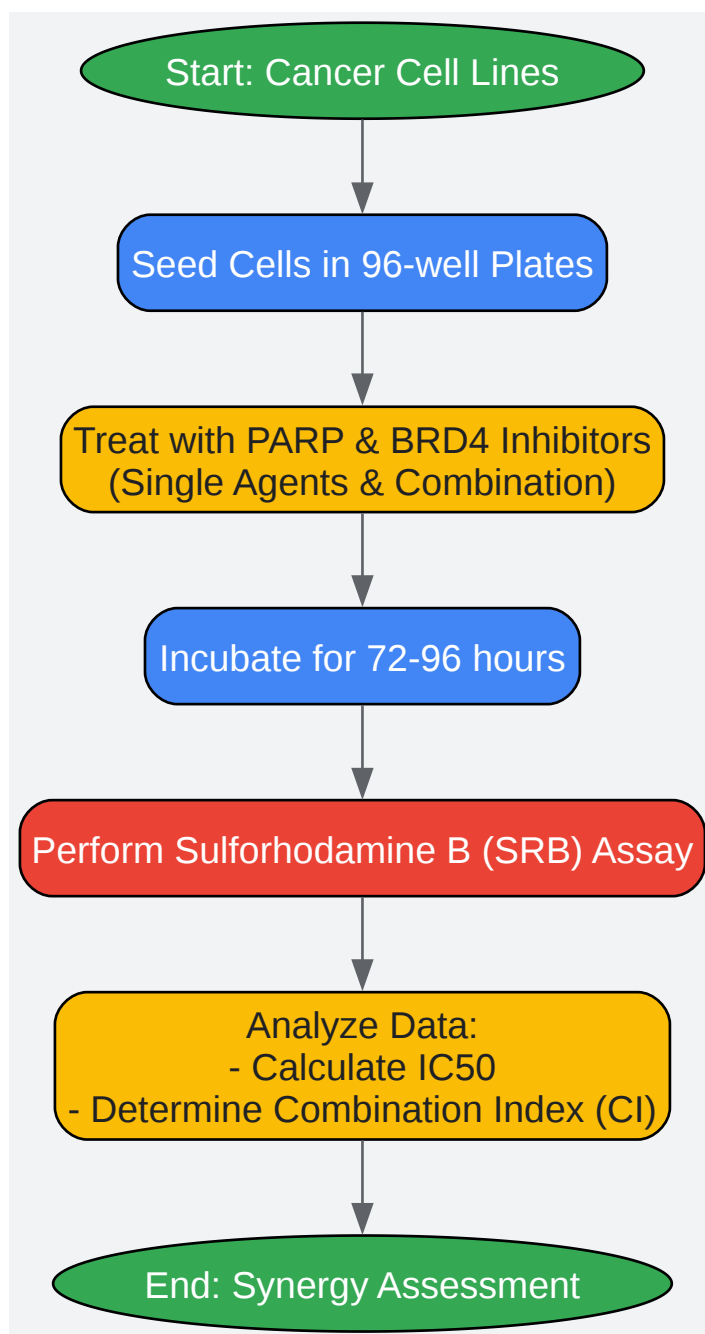 Start: Cancer Cell Lines
Seed Cells in 96-well Plates
Treat with PARP & BRD4 Inhibitors
(Single Agents & Combination)
Incubate for 72-96 hours
Perform Sulforhodamine B (SRB) Assay
Analyze Data:
- Calculate IC50
- Determine Combination Index (CI)
End: Synergy Assessment